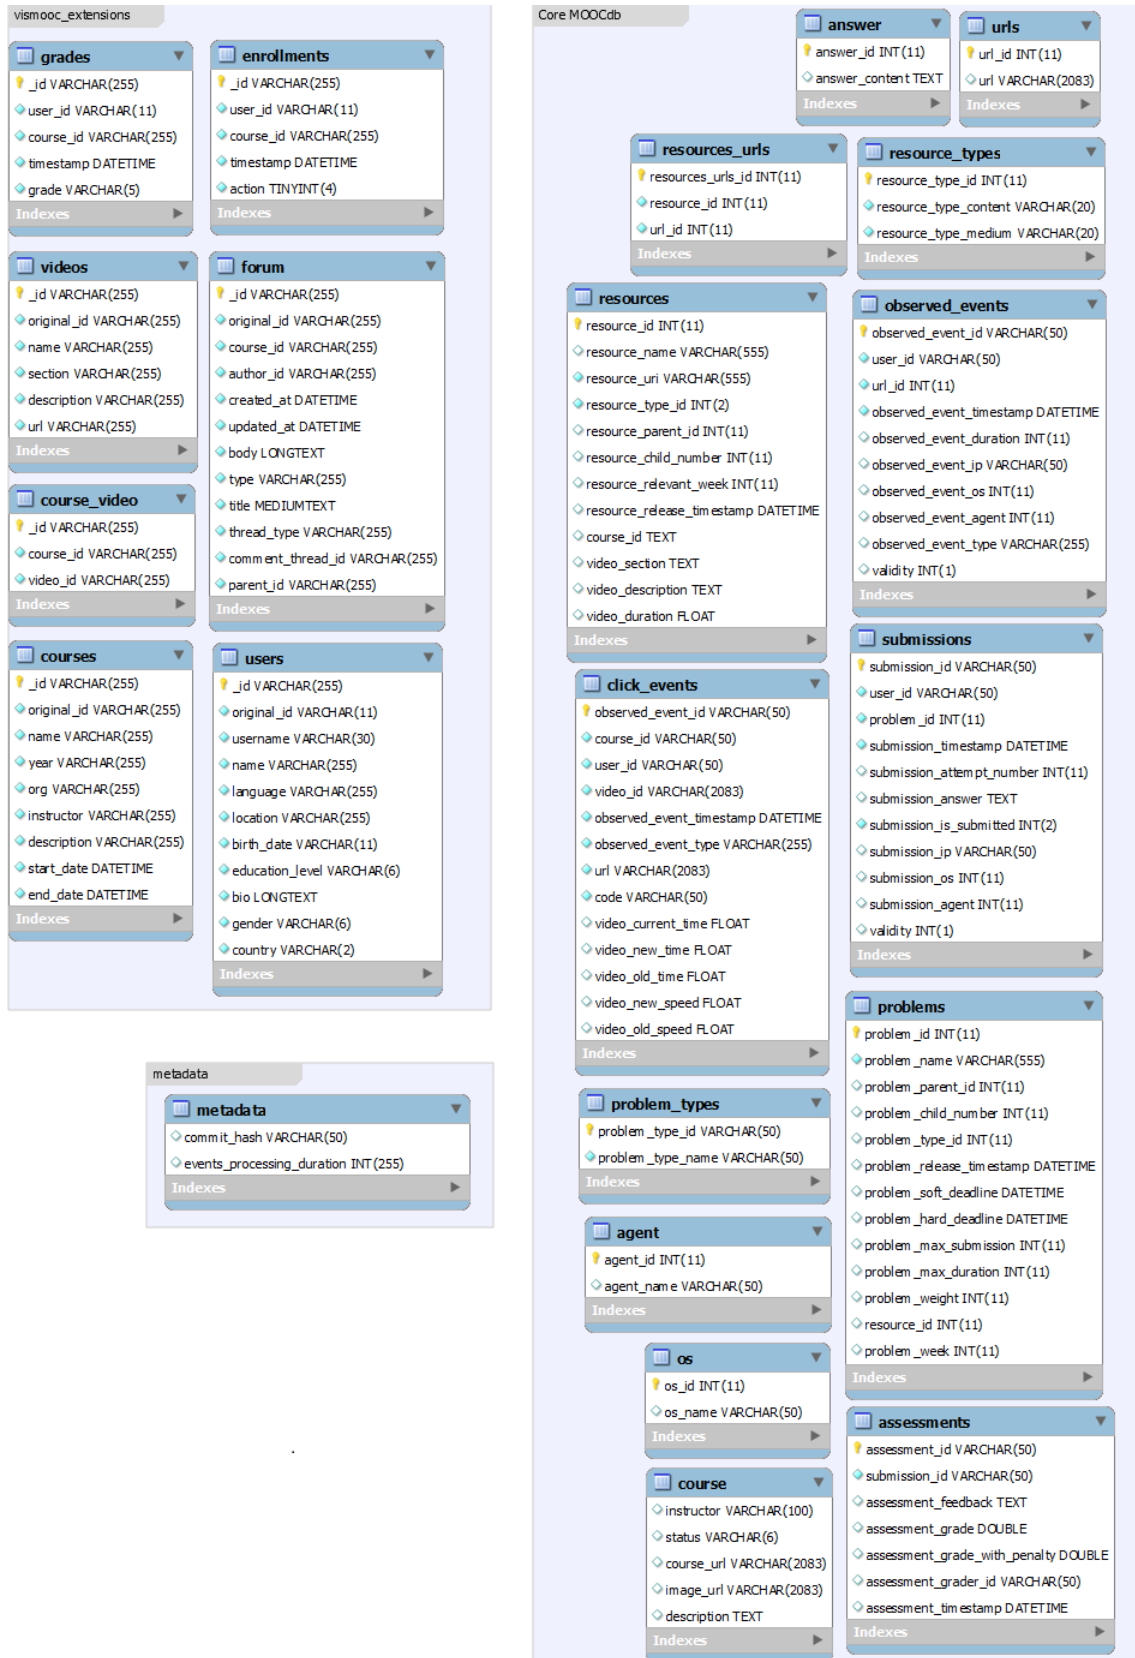 vismooc_extensions
grades
_id VARCHAR(255)
user_id VARCHAR(11)
course_id VARCHAR(255)
timestamp DATETIME
grade VARCHAR(5)
Indexes
enrollments
_id VARCHAR(255)
user_id VARCHAR(11)
course_id VARCHAR(255)
timestamp DATETIME
action TINYINT(4)
Indexes
videos
_id VARCHAR(255)
original_id VARCHAR(255)
name VARCHAR(255)
section VARCHAR(255)
description VARCHAR(255)
url VARCHAR(255)
Indexes
forum
_id VARCHAR(255)
original_id VARCHAR(255)
course_id VARCHAR(255)
author_id VARCHAR(255)
created_at DATETIME
updated_at DATETIME
body LONGTEXT
type VARCHAR(255)
title MEDIUMTEXT
thread_type VARCHAR(255)
comment_thread_id VARCHAR(255)
parent_id VARCHAR(255)
Indexes
course_video
_id VARCHAR(255)
course_id VARCHAR(255)
video_id VARCHAR(255)
Indexes
courses
_id VARCHAR(255)
original_id VARCHAR(255)
name VARCHAR(255)
year VARCHAR(255)
org VARCHAR(255)
instructor VARCHAR(255)
description VARCHAR(255)
start_date DATETIME
end_date DATETIME
Indexes
users
_id VARCHAR(255)
original_id VARCHAR(11)
username VARCHAR(30)
name VARCHAR(255)
language VARCHAR(255)
location VARCHAR(255)
birth_date VARCHAR(11)
education_level VARCHAR(6)
bio LONGTEXT
gender VARCHAR(6)
country VARCHAR(2)
Indexes
metadata
metadata
commit_hash VARCHAR(50)
events_processing_duration INT(255)
Indexes
.
Core MOOCdb
answer
answer_id INT(11)
answer_content TEXT
Indexes
urls
url_id INT(11)
url VARCHAR(2083)
Indexes
resources_urls
resources_urls_id INT(11)
resource_id INT(11)
url_id INT(11)
Indexes
resource_types
resource_type_id INT(11)
resource_type_content VARCHAR(20)
resource_type_medium VARCHAR(20)
Indexes
resources
resource_id INT(11)
resource_name VARCHAR(555)
resource_uri VARCHAR(555)
resource_type_id INT(2)
resource_parent_id INT(11)
resource_child_number INT(11)
resource_relevant_week INT(11)
resource_release_timestamp DATETIME
course_id TEXT
video_section TEXT
video_description TEXT
video_duration FLOAT
Indexes
observed_events
observed_event_id VARCHAR(50)
user_id VARCHAR(50)
url_id INT(11)
observed_event_timestamp DATETIME
observed_event_duration INT(11)
observed_event_ip VARCHAR(50)
observed_event_os INT(11)
observed_event_agent INT(11)
observed_event_type VARCHAR(255)
validity INT(1)
Indexes
click_events
observed_event_id VARCHAR(50)
course_id VARCHAR(50)
user_id VARCHAR(50)
video_id VARCHAR(2083)
observed_event_timestamp DATETIME
observed_event_type VARCHAR(255)
url VARCHAR(2083)
code VARCHAR(50)
video_current_time FLOAT
video_new_time FLOAT
video_old_time FLOAT
video_new_speed FLOAT
video_old_speed FLOAT
Indexes
submissions
submission_id VARCHAR(50)
user_id VARCHAR(50)
problem_id INT(11)
submission_timestamp DATETIME
submission_attempt_number INT(11)
submission_answer TEXT
submission_is_submitted INT(2)
submission_ip VARCHAR(50)
submission_os INT(11)
submission_agent INT(11)
validity INT(1)
Indexes
problem_types
problem_type_id VARCHAR(50)
problem_type_name VARCHAR(50)
Indexes
problems
problem_id INT(11)
problem_name VARCHAR(555)
problem_parent_id INT(11)
problem_child_number INT(11)
problem_type_id INT(11)
problem_release_timestamp DATETIME
problem_soft_deadline DATETIME
problem_hard_deadline DATETIME
problem_max_submission INT(11)
problem_max_duration INT(11)
problem_weight INT(11)
resource_id INT(11)
problem_week INT(11)
Indexes
agent
agent_id INT(11)
agent_name VARCHAR(50)
Indexes
os
os_id INT(11)
os_name VARCHAR(50)
Indexes
course
instructor VARCHAR(100)
status VARCHAR(6)
course_url VARCHAR(2083)
image_url VARCHAR(2083)
description TEXT
Indexes
assessments
assessment_id VARCHAR(50)
submission_id VARCHAR(50)
assessment_feedback TEXT
assessment_grade DOUBLE
assessment_grade_with_penalty DOUBLE
assessment_grader_id VARCHAR(50)
assessment_timestamp DATETIME
Indexes